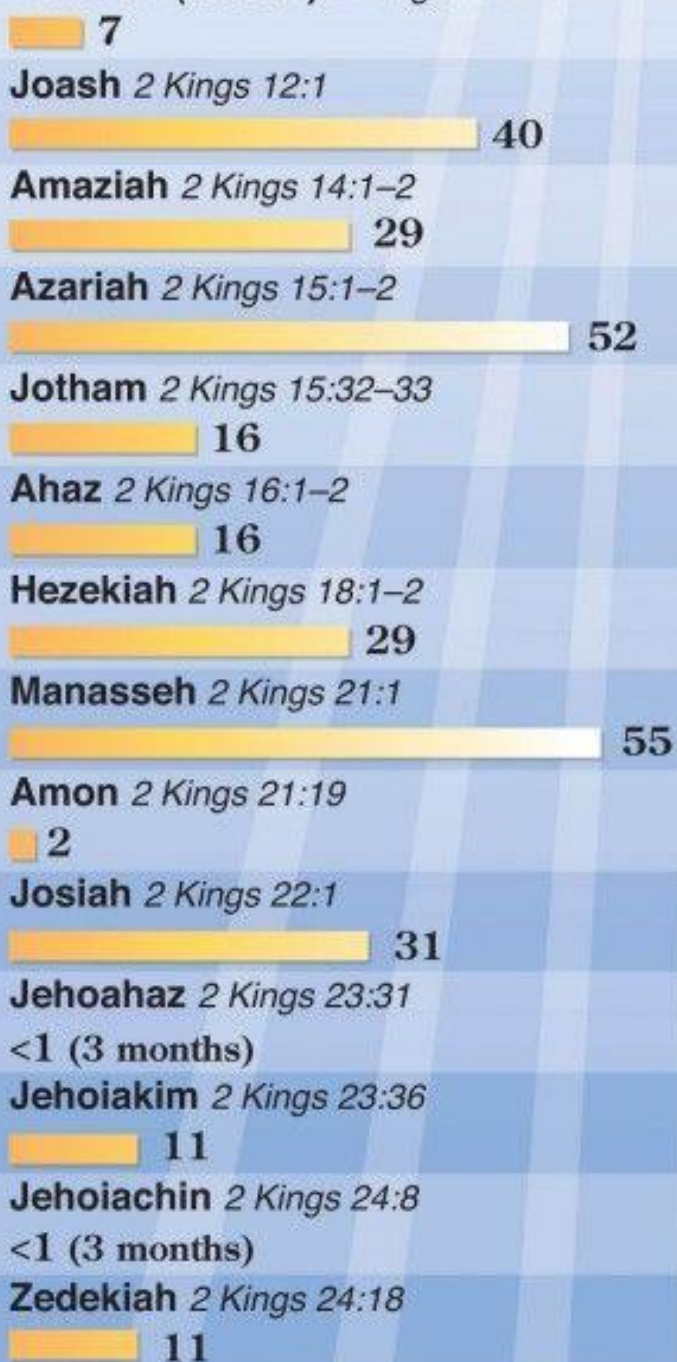 7
Joash 2 Kings 12:1
40
Amaziah 2 Kings 14:1–2
29
Azariah 2 Kings 15:1–2
52
Jotham 2 Kings 15:32–33
16
Ahaz 2 Kings 16:1–2
16
Hezekiah 2 Kings 18:1–2
29
Manasseh 2 Kings 21:1
55
Amon 2 Kings 21:19
2
Josiah 2 Kings 22:1
31
Jehoahaz 2 Kings 23:31
<1 (3 months)
Jehoiakim 2 Kings 23:36
11
Jehoiachin 2 Kings 24:8
<1 (3 months)
Zedekiah 2 Kings 24:18
11